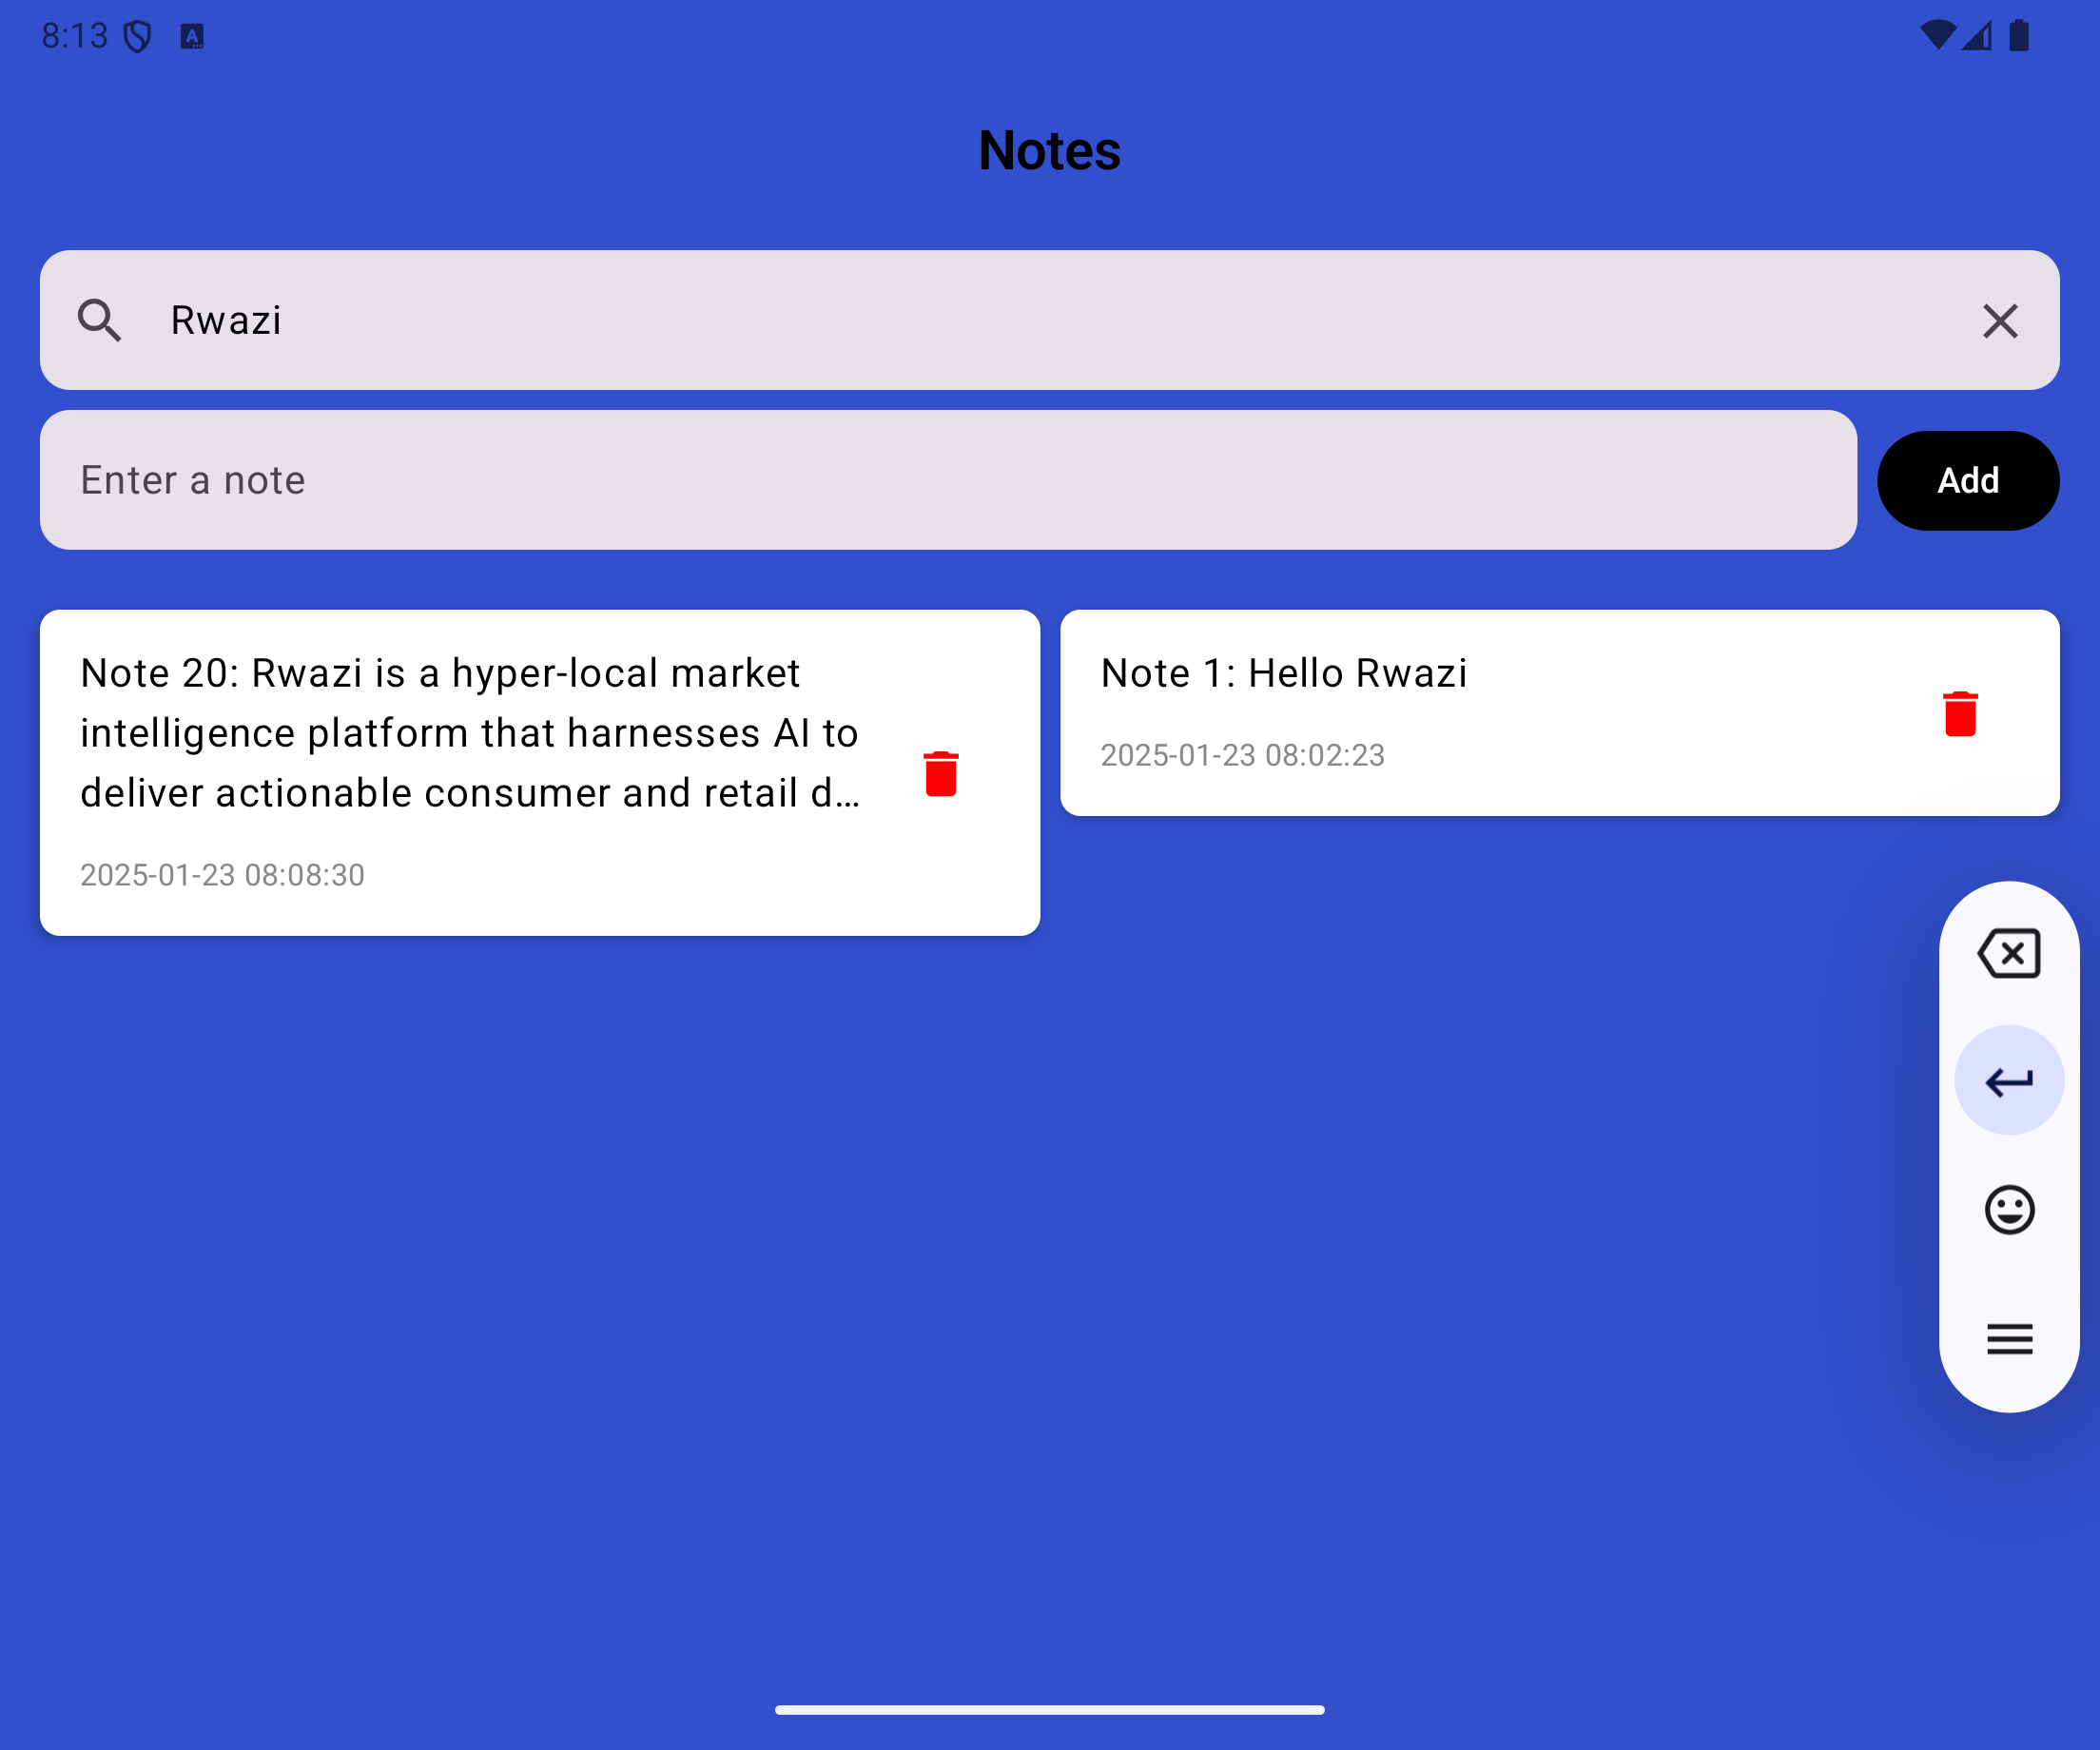 8:13
Notes
Rwazi
Enter a note
Add
Note 20: Rwazi is a hyper-local market
intelligence platform that harnesses AI to
deliver actionable consumer and retail d…
2025-01-23 08:08:30
Note 1: Hello Rwazi
2025-01-23 08:02:23